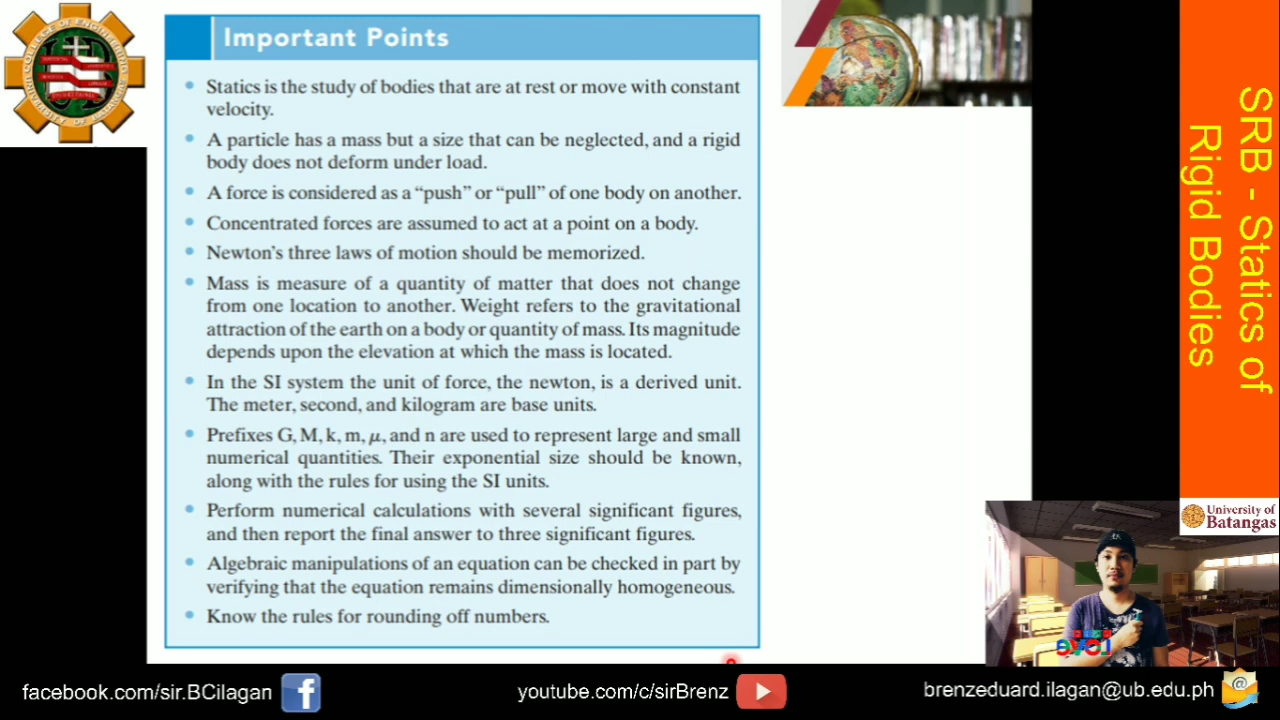 Important Points
• Statics is the study of bodies that are at rest or move with constant
velocity.
• A particle has a mass but a size that can be neglected, and a rigid
body does not deform under load.
• A force is considered as a “push” or “pull” of one body on another.
• Concentrated forces are assumed to act at a point on a body.
• Newton’s three laws of motion should be memorized.
• Mass is measure of a quantity of matter that does not change
from one location to another. Weight refers to the gravitational
attraction of the earth on a body or quantity of mass. Its magnitude
depends upon the elevation at which the mass is located.
• In the SI system the unit of force, the newton, is a derived unit.
The meter, second, and kilogram are base units.
• Prefixes G, M, k, m, μ, and n are used to represent large and small
numerical quantities. Their exponential size should be known,
along with the rules for using the SI units.
• Perform numerical calculations with several significant figures,
and then report the final answer to three significant figures.
• Algebraic manipulations of an equation can be checked in part by
verifying that the equation remains dimensionally homogeneous.
• Know the rules for rounding off numbers.
SRB - Statics of
Rigid Bodies
University of
Batangas
facebook.com/sir.BCilagan
youtube.com/c/sirBrenz
brenzeduard.ilagan@ub.edu.ph